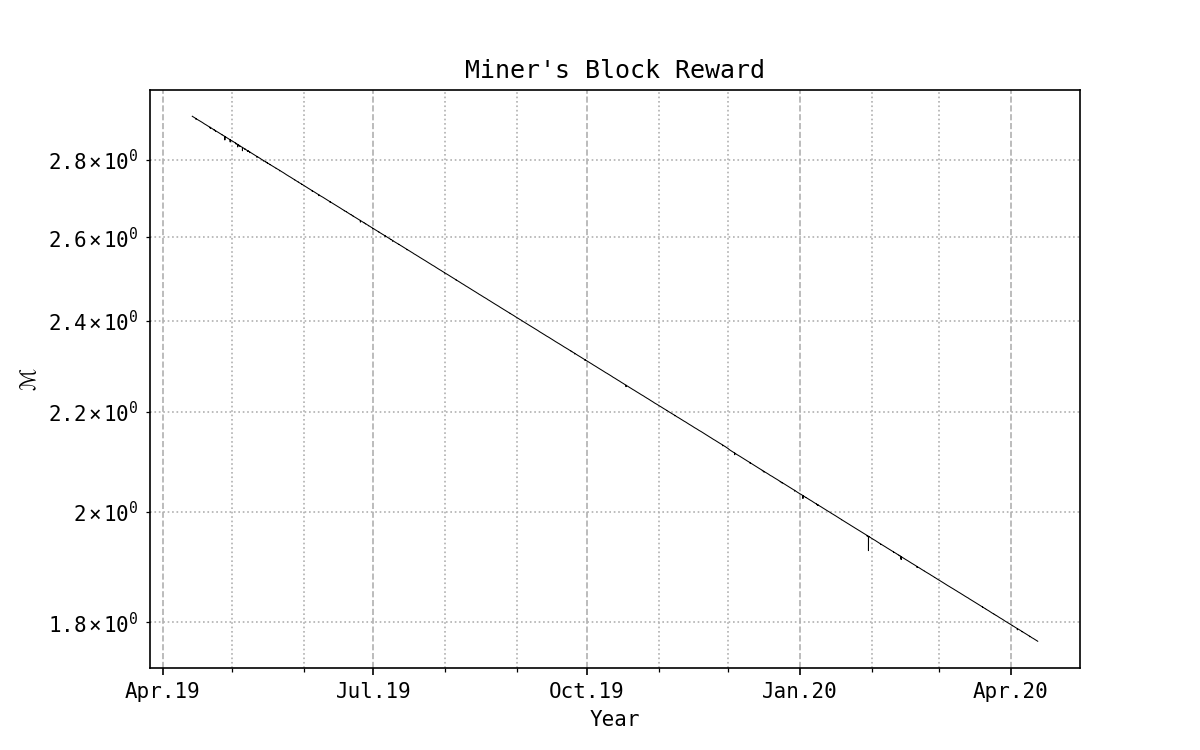 Miner's Block Reward
2.8×10⁰
2.6×10⁰
2.4×10⁰
2.2×10⁰
2×10⁰
1.8×10⁰
ℳ
Apr.19 Jul.19 Oct.19 Jan.20 Apr.20
Year